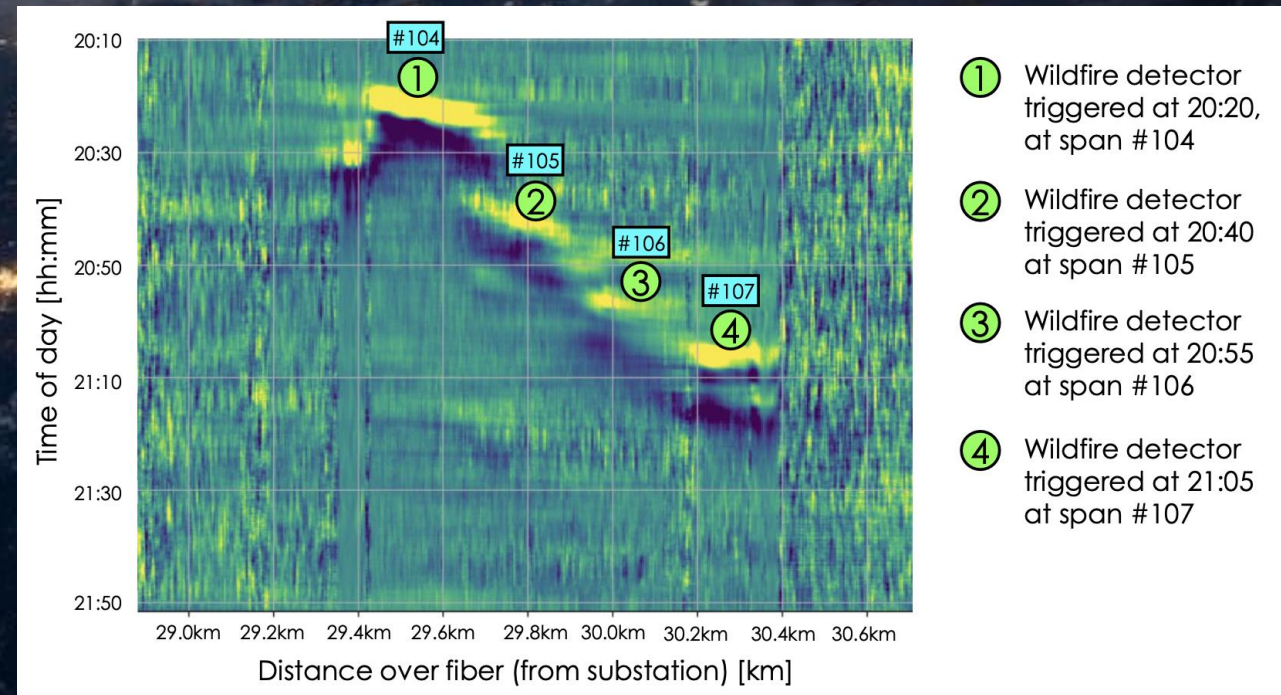 #104
1
#105
2
#106
3
#107
4
20:10
20:30
20:50
21:10
21:30
21:50
Time of day [hh:mm]
29.0km 29.2km 29.4km 29.6km 29.8km 30.0km 30.2km 30.4km 30.6km
Distance over fiber (from substation) [km]
1 Wildfire detector
triggered at 20:20,
at span #104
2 Wildfire detector
triggered at 20:40
at span #105
3 Wildfire detector
triggered at 20:55
at span #106
4 Wildfire detector
triggered at 21:05
at span #107